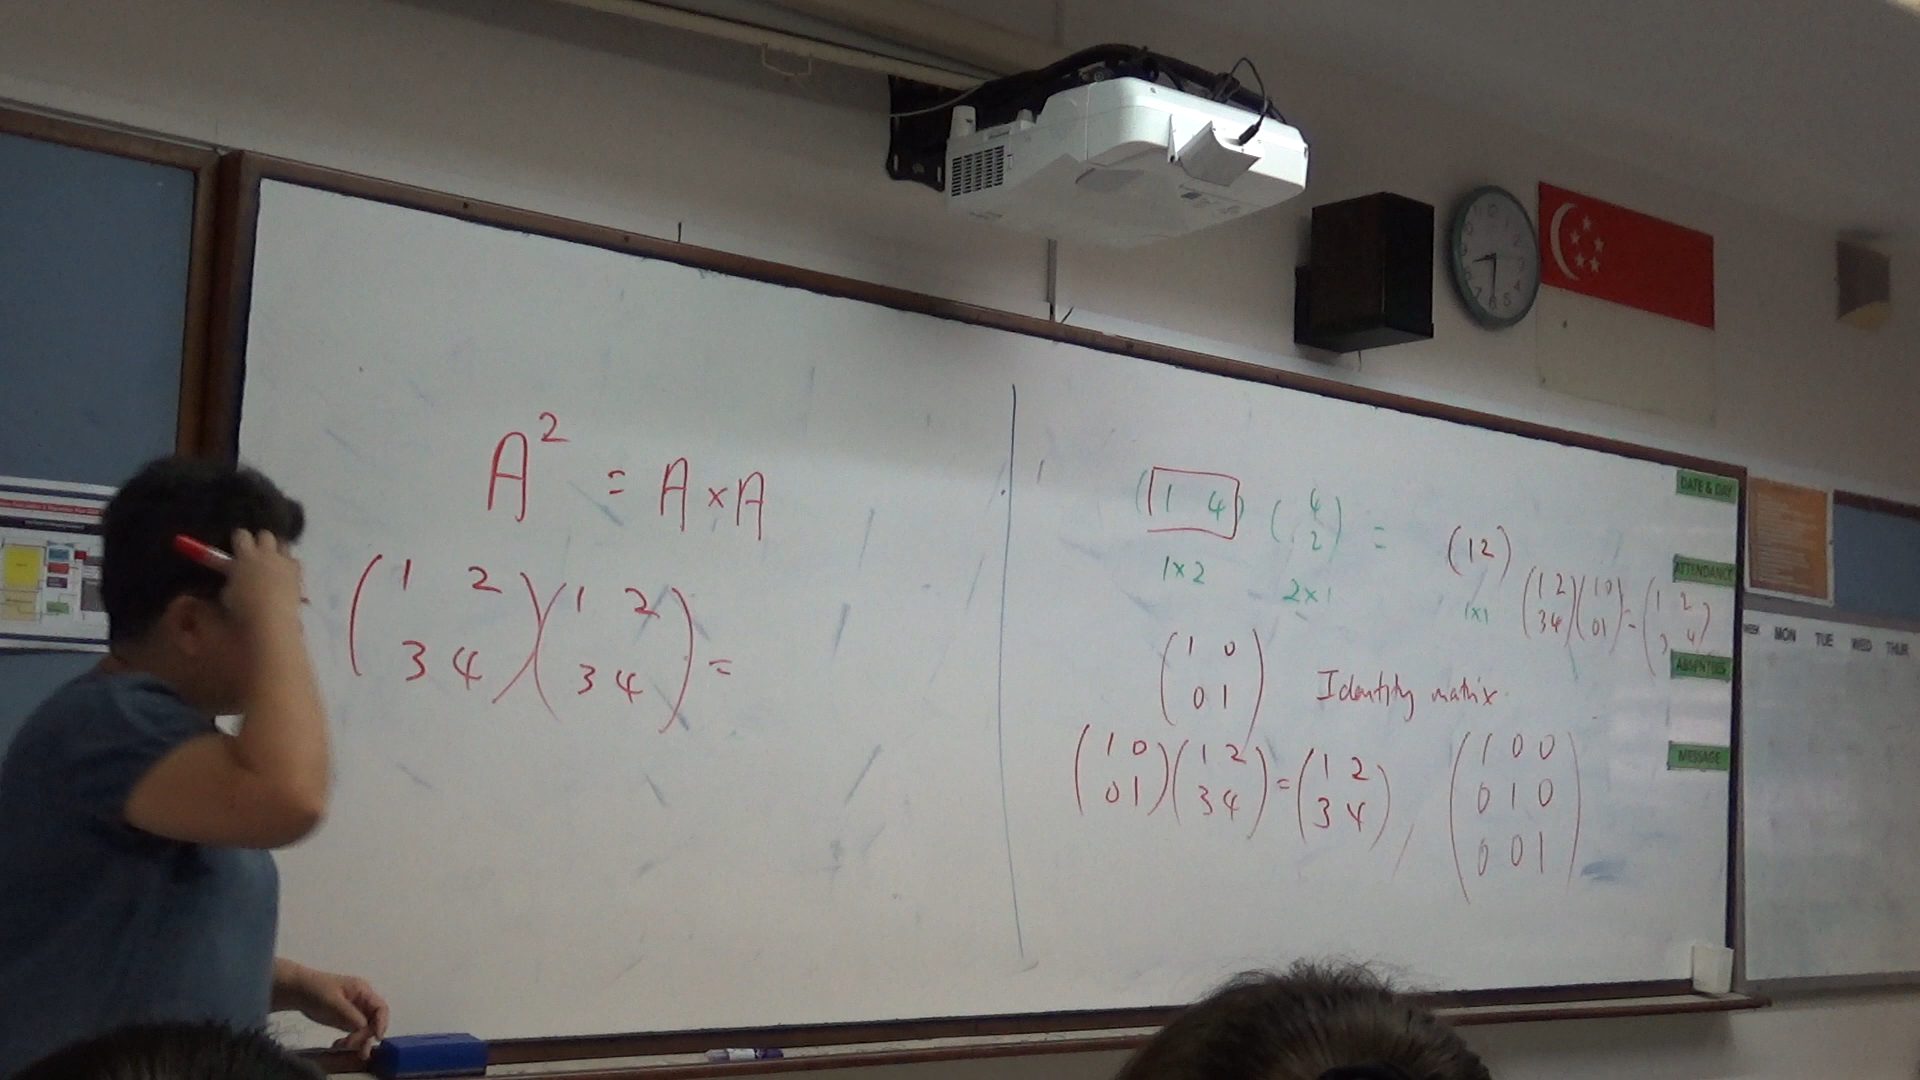 A² = A × A
(1 2 (1 2
3 4) 3 4) =
(1 4) (4
2) = (12)
1×2 2×1 1×1
(1 2 (1 0 (1 2
3 4) 0 1) = 3 4)
(1 0
0 1) Identity matrix.
(1 0 (1 2 (1 2
0 1) 3 4) = 3 4)
(1 0 0
0 1 0
0 0 1)
DATE & DAY
ATTENDANCE
ABSENTEES
MESSAGE
WEEK MON TUE WED THUR